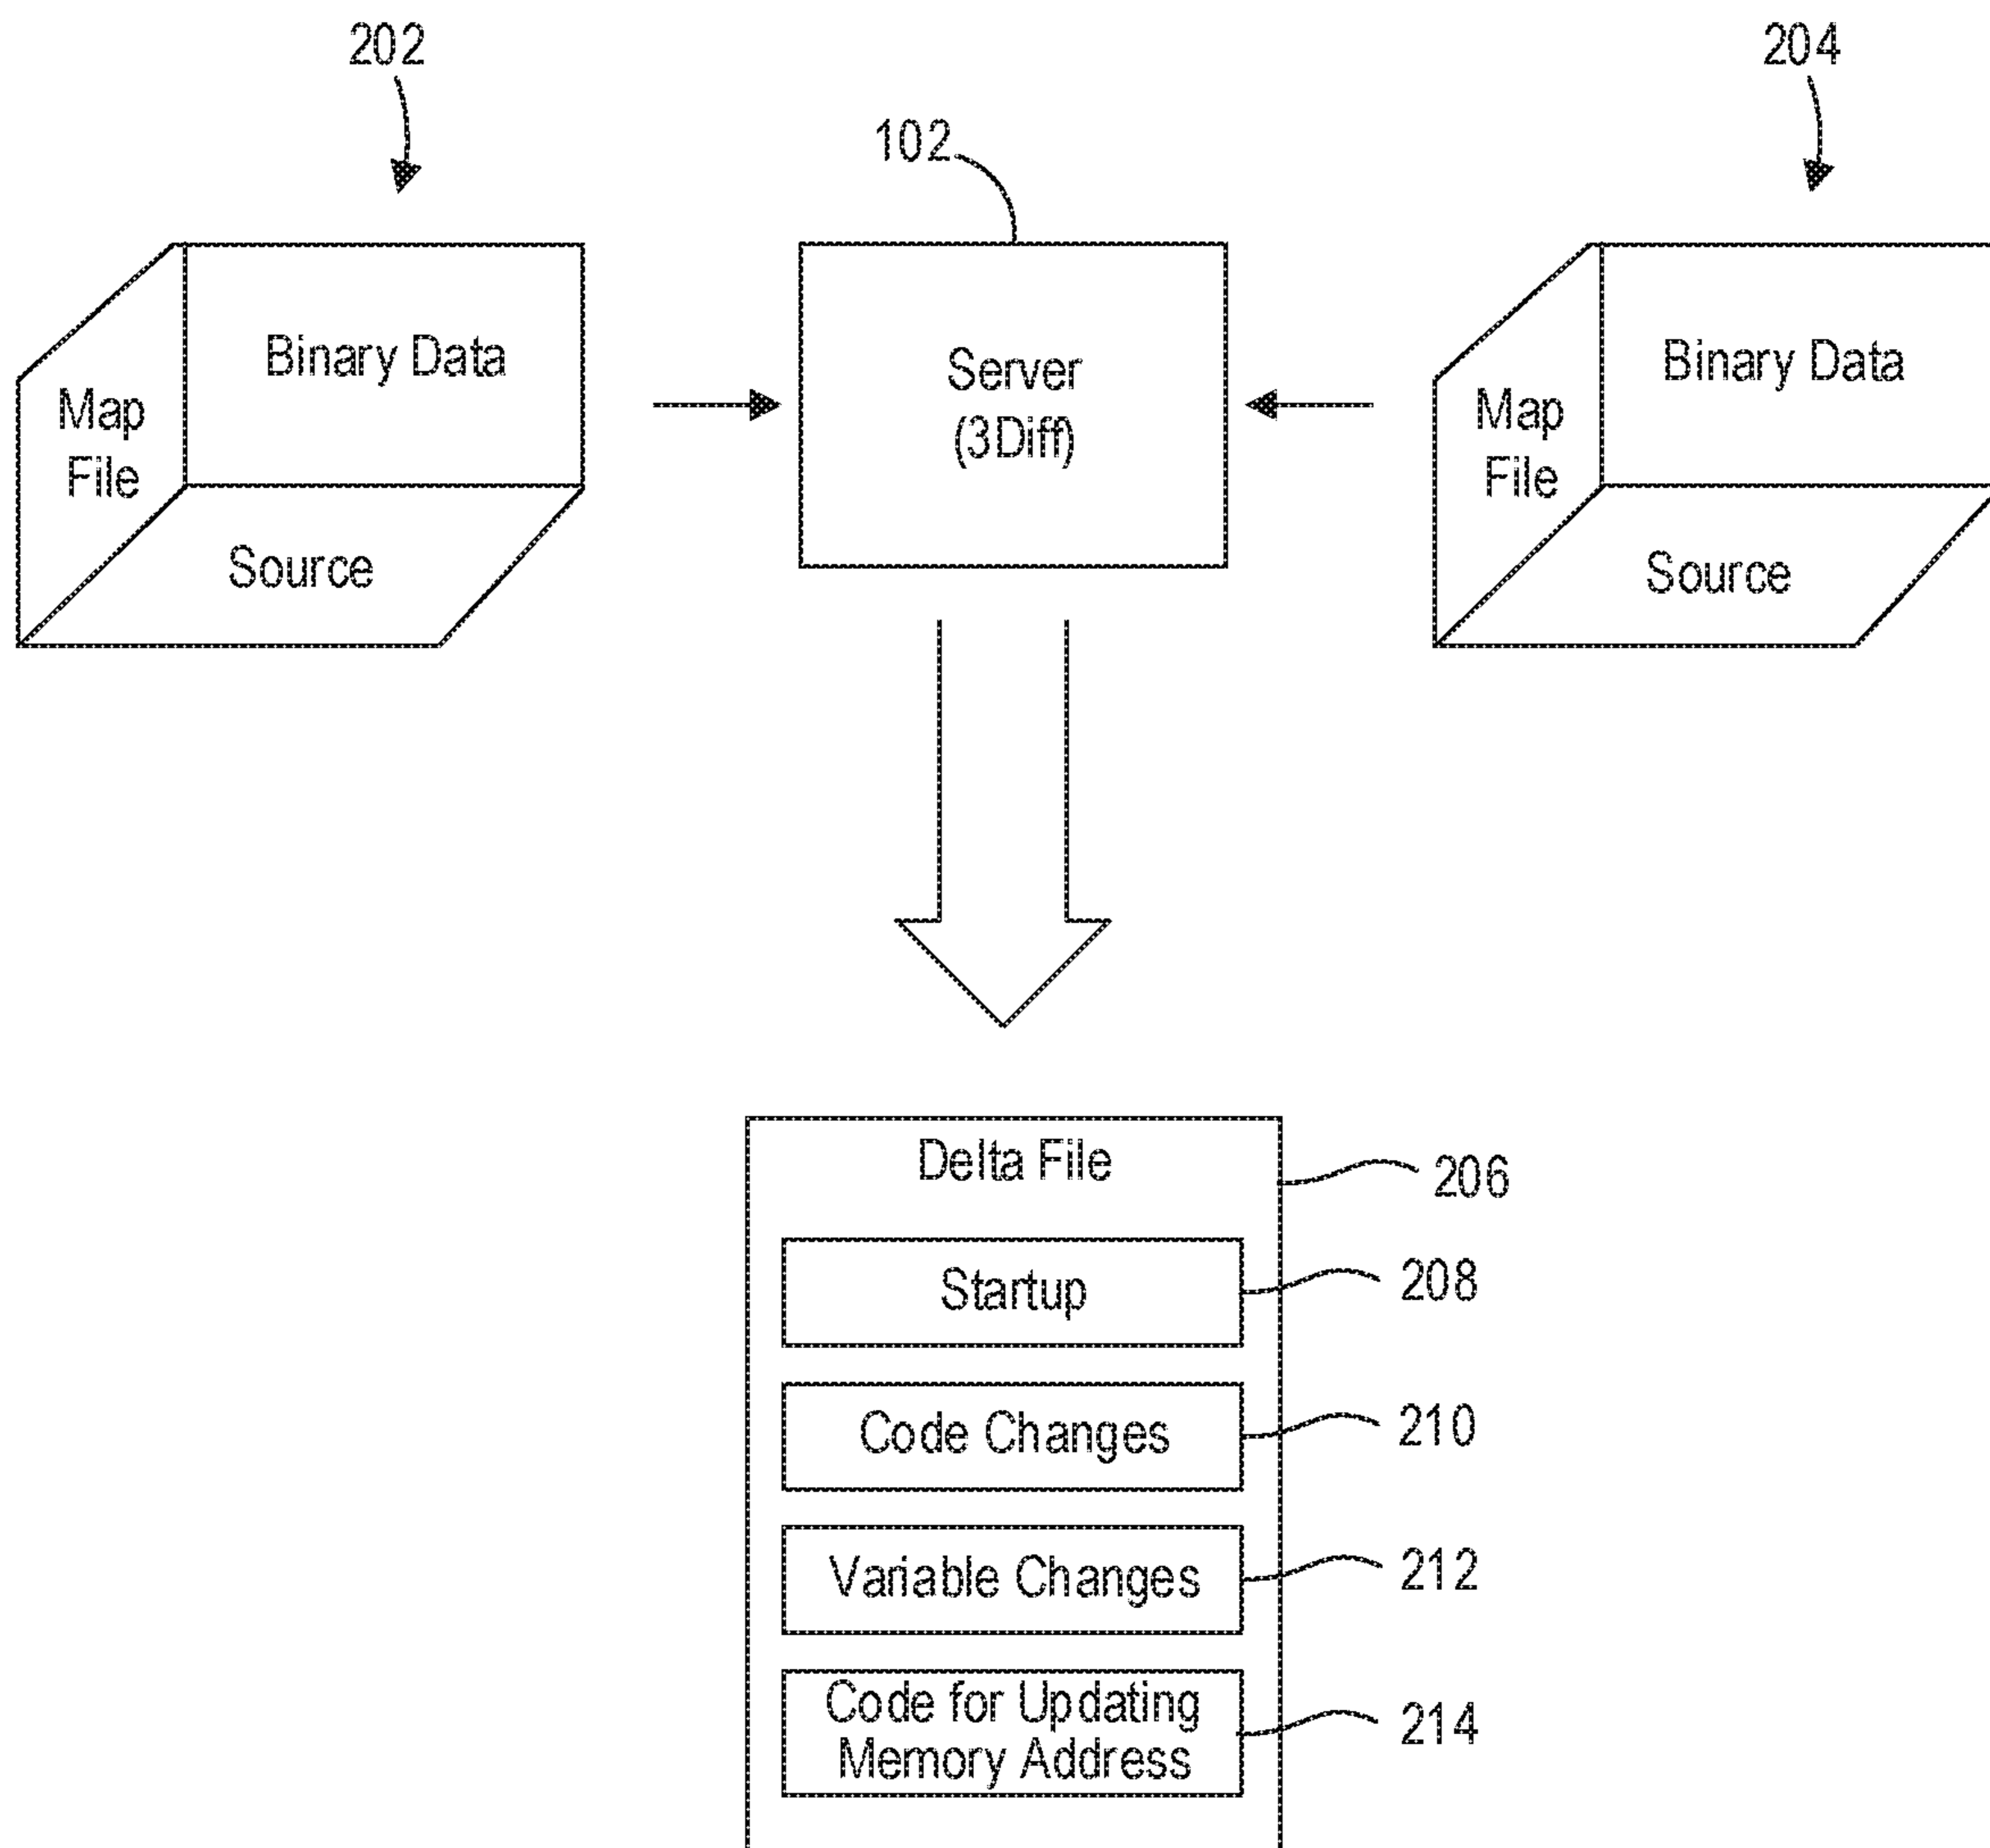 202
204
102
Binary Data
Map
File
Source
Server
(3Diff)
Binary Data
Map
File
Source
Delta File
206
Startup
208
Code Changes
210
Variable Changes
212
Code for Updating
Memory Address
214